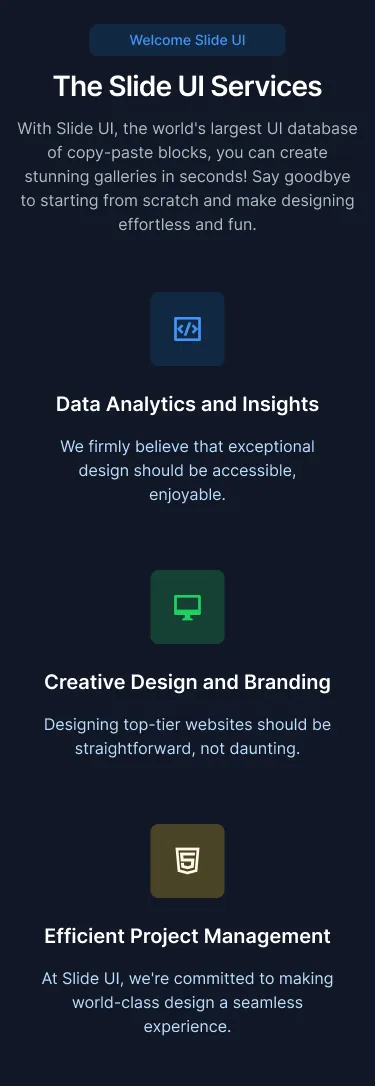 Welcome Slide UI
The Slide UI Services
With Slide UI, the world's largest UI database
of copy-paste blocks, you can create
stunning galleries in seconds! Say goodbye
to starting from scratch and make designing
effortless and fun.
Data Analytics and Insights
We firmly believe that exceptional
design should be accessible,
enjoyable.
Creative Design and Branding
Designing top-tier websites should be
straightforward, not daunting.
Efficient Project Management
At Slide UI, we're committed to making
world-class design a seamless
experience.